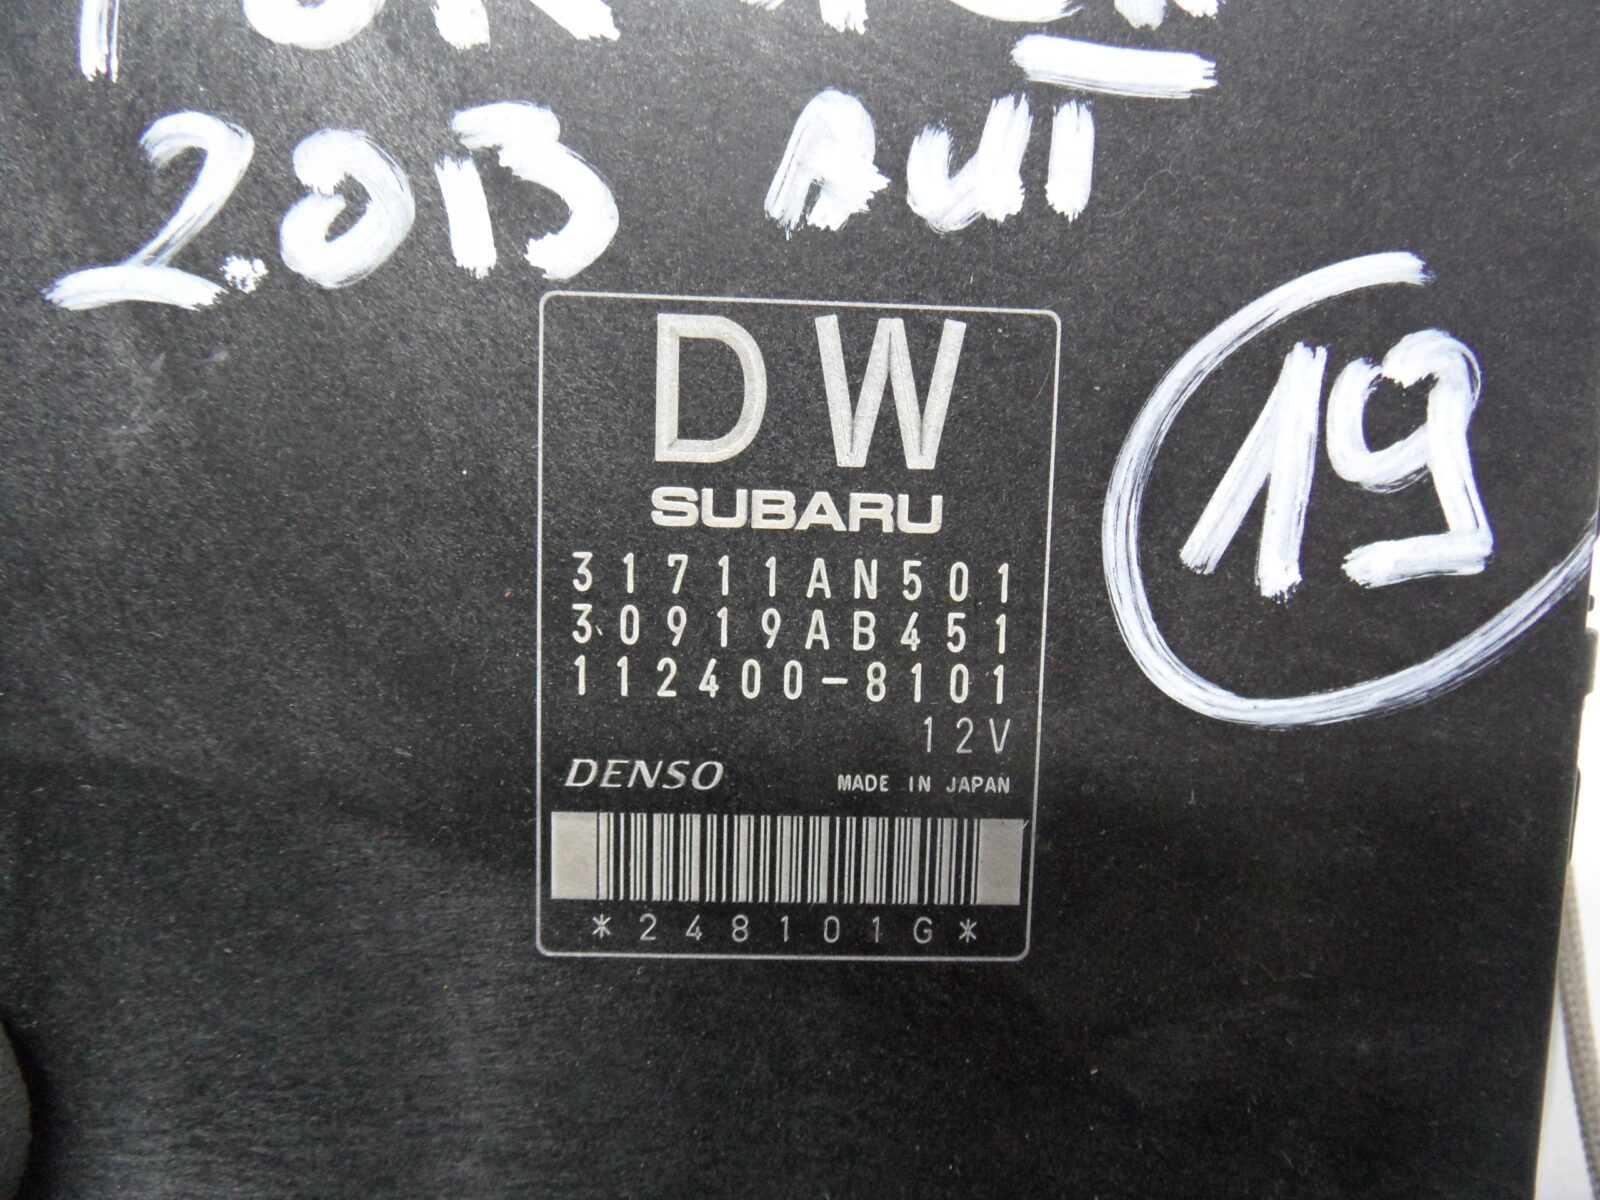 2.013 AUT
19
DW
SUBARU
31711AN501
30919AB451
112400-8101
12V
DENSO MADE IN JAPAN
*248101G*